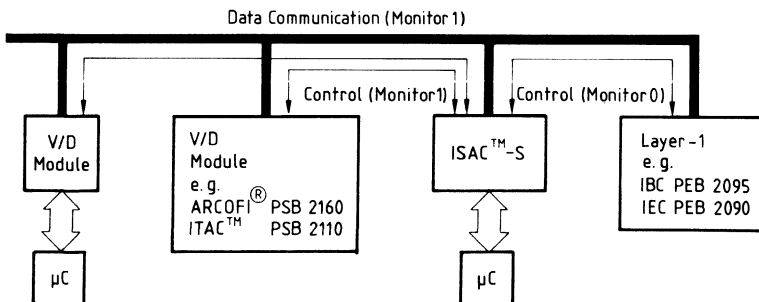 Data Communication (Monitor 1)
Control (Monitor1)
Control (Monitor 0)
V/D
Module
V/D
Module
e. g.
ARCOFI® PSB 2160
ITAC™ PSB 2110
ISAC™-S
Layer-1
e. g.
IBC PEB 2095
IEC PEB 2090
µC
µC